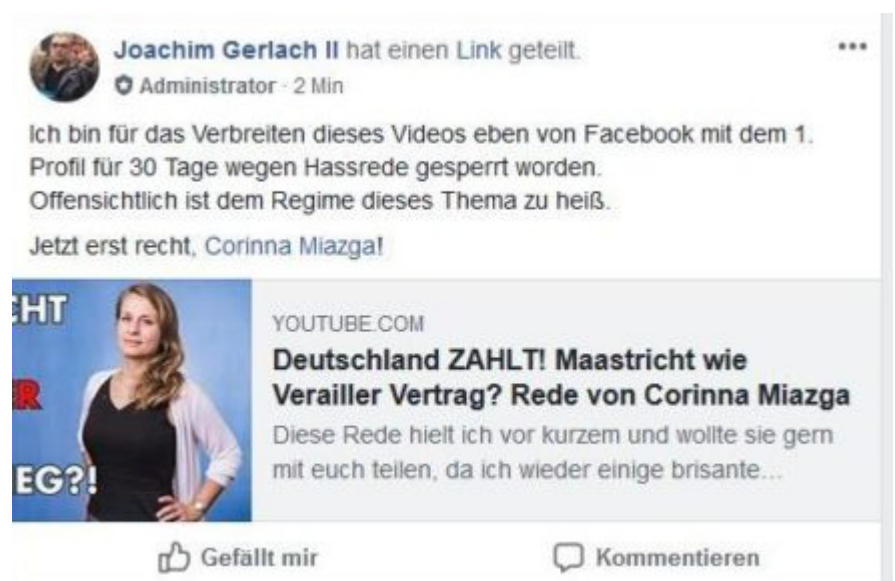 Joachim Gerlach II hat einen Link geteilt.
Administrator · 2 Min
Ich bin für das Verbreiten dieses Videos eben von Facebook mit dem 1.
Profil für 30 Tage wegen Hassrede gesperrt worden.
Offensichtlich ist dem Regime dieses Thema zu heiß.
Jetzt erst recht, Corinna Miazga!
CHT
ER
EG?!
YOUTUBE.COM
Deutschland ZAHLT! Maastricht wie
Verailler Vertrag? Rede von Corinna Miazga
Diese Rede hielt ich vor kurzem und wollte sie gern
mit euch teilen, da ich wieder einige brisante...
Gefällt mir
Kommentieren